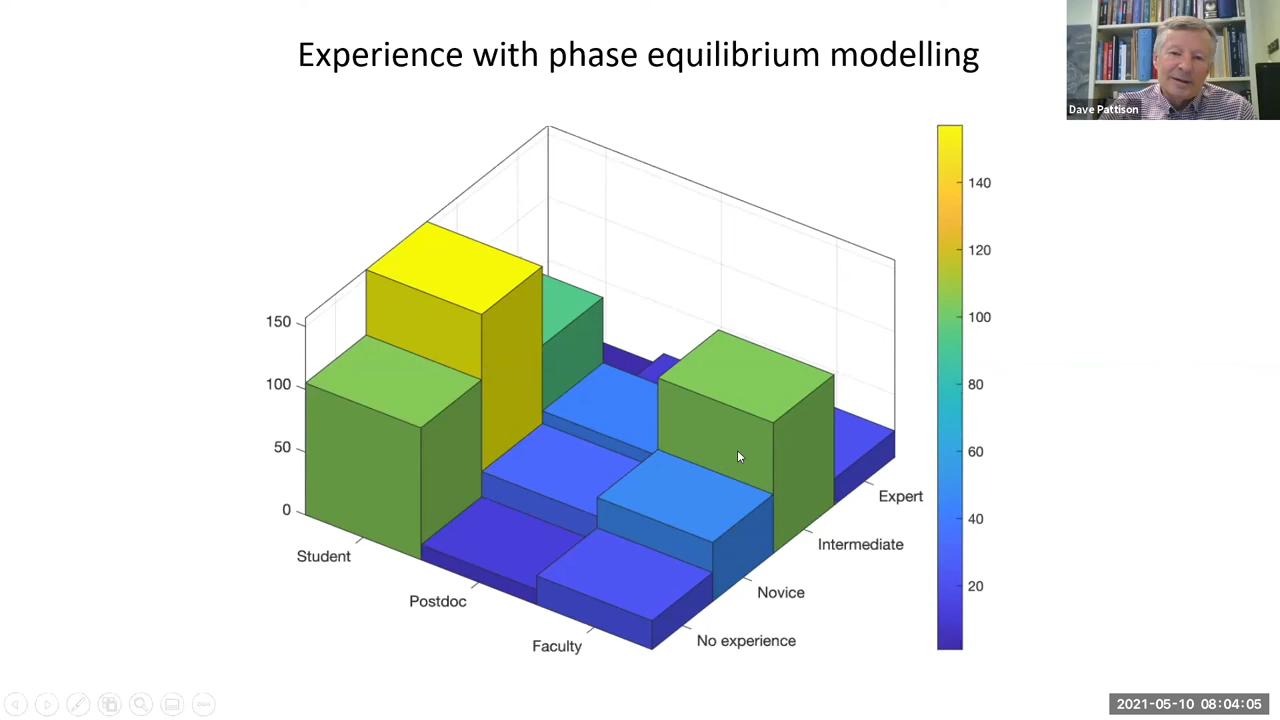 Experience with phase equilibrium modelling
Dave Pattison
150
100
50
0
Student
Postdoc
Faculty
No experience
Novice
Intermediate
Expert
140
120
100
80
60
40
20
2021-05-10 08:04:05